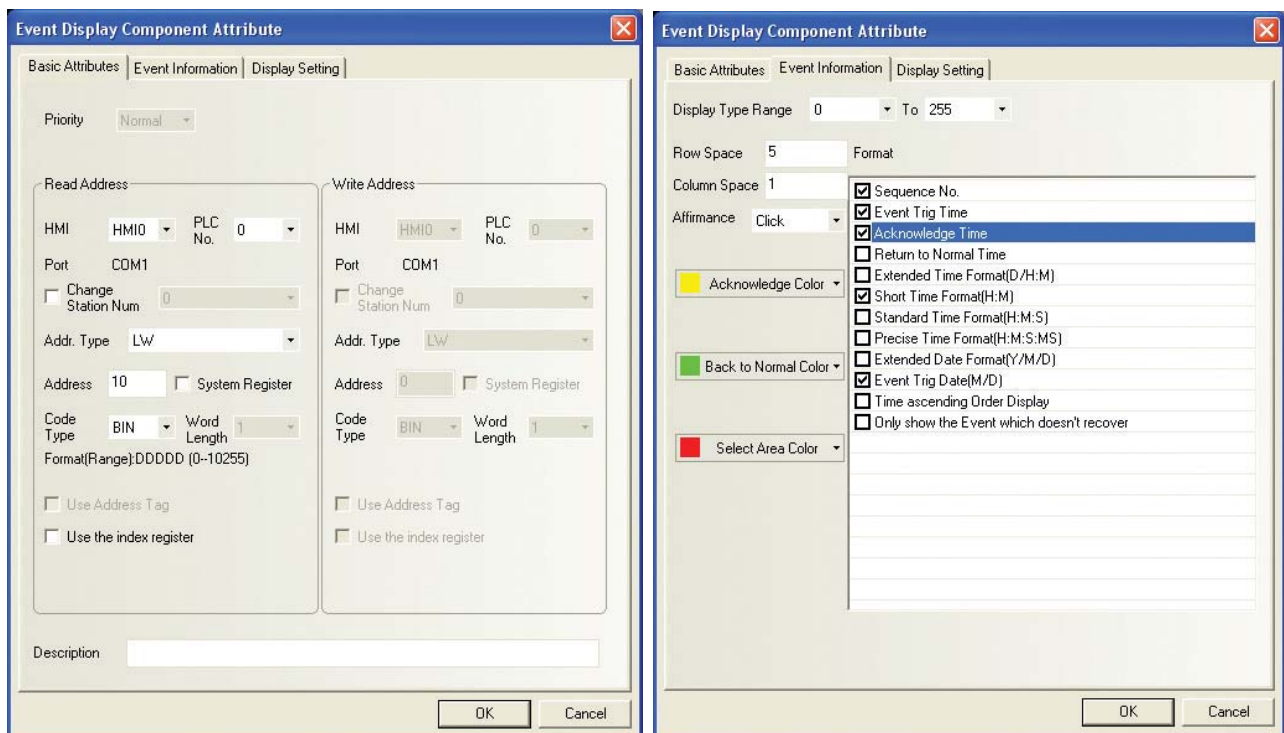 Event Display Component Attribute
Basic Attributes Event Information Display Setting
Priority Normal
Read Address
HMI HMI0 PLC No. 0
Port COM1
Change Station Num 0
Addr. Type LW
Address 10 System Register
Code Type BIN Word Length 1
Format(Range):DDDDD (0--10255)
Use Address Tag
Use the index register
Write Address
HMI HMI0 PLC No. 0
Port COM1
Change Station Num 0
Addr. Type LW
Address 0 System Register
Code Type BIN Word Length 1
Use Address Tag
Use the index register
Description
OK Cancel
Event Display Component Attribute
Basic Attributes Event Information Display Setting
Display Type Range 0 To 255
Row Space 5 Format
Column Space 1
Affirmance Click
Acknowledge Color
Back to Normal Color
Select Area Color
Sequence No.
Event Trig Time
Acknowledge Time
Return to Normal Time
Extended Time Format(D/H:M)
Short Time Format(H:M)
Standard Time Format(H:M:S)
Precise Time Format(H:M:S:MS)
Extended Date Format(Y/M/D)
Event Trig Date(M/D)
Time ascending Order Display
Only show the Event which doesn't recover
OK Cancel